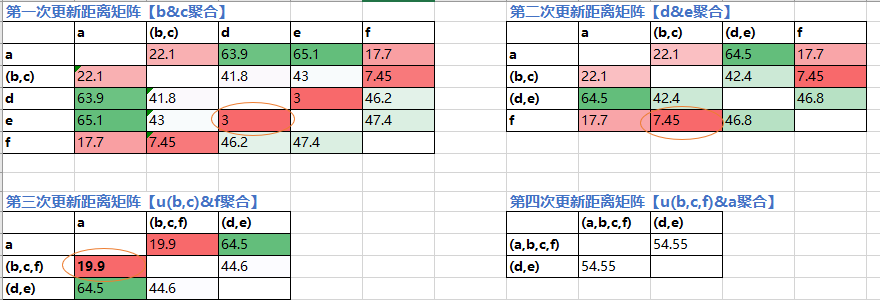 第一次更新距离矩阵【b&c聚合】
a (b,c) d e f
a 22.1 63.9 65.1 17.7
(b,c) 22.1 41.8 43 7.45
d 63.9 41.8 3 46.2
e 65.1 43 3 47.4
f 17.7 7.45 46.2 47.4
第二次更新距离矩阵【d&e聚合】
a (b,c) (d,e) f
a 22.1 64.5 17.7
(b,c) 22.1 42.4 7.45
(d,e) 64.5 42.4 46.8
f 17.7 7.45 46.8
第三次更新距离矩阵【u(b,c)&f聚合】
a (b,c,f) (d,e)
a 19.9 64.5
(b,c,f) 19.9 44.6
(d,e) 64.5 44.6
第四次更新距离矩阵【u(b,c,f)&a聚合】
(a,b,c,f) (d,e)
(a,b,c,f) 54.55
(d,e) 54.55